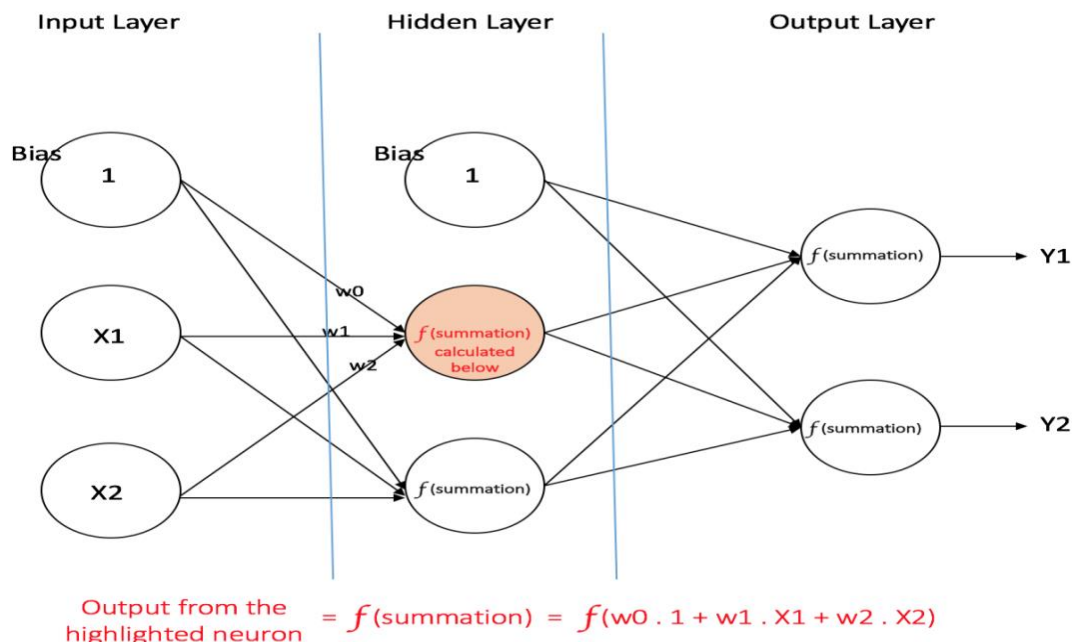 Input Layer
Hidden Layer
Output Layer
Bias
1
Bias
1
w0
X1
w1
f(summation)
calculated
below
w2
X2
f(summation)
f(summation)
Y1
f(summation)
Y2
Output from the
highlighted neuron
= f(summation) = f(w0 . 1 + w1 . X1 + w2 . X2)